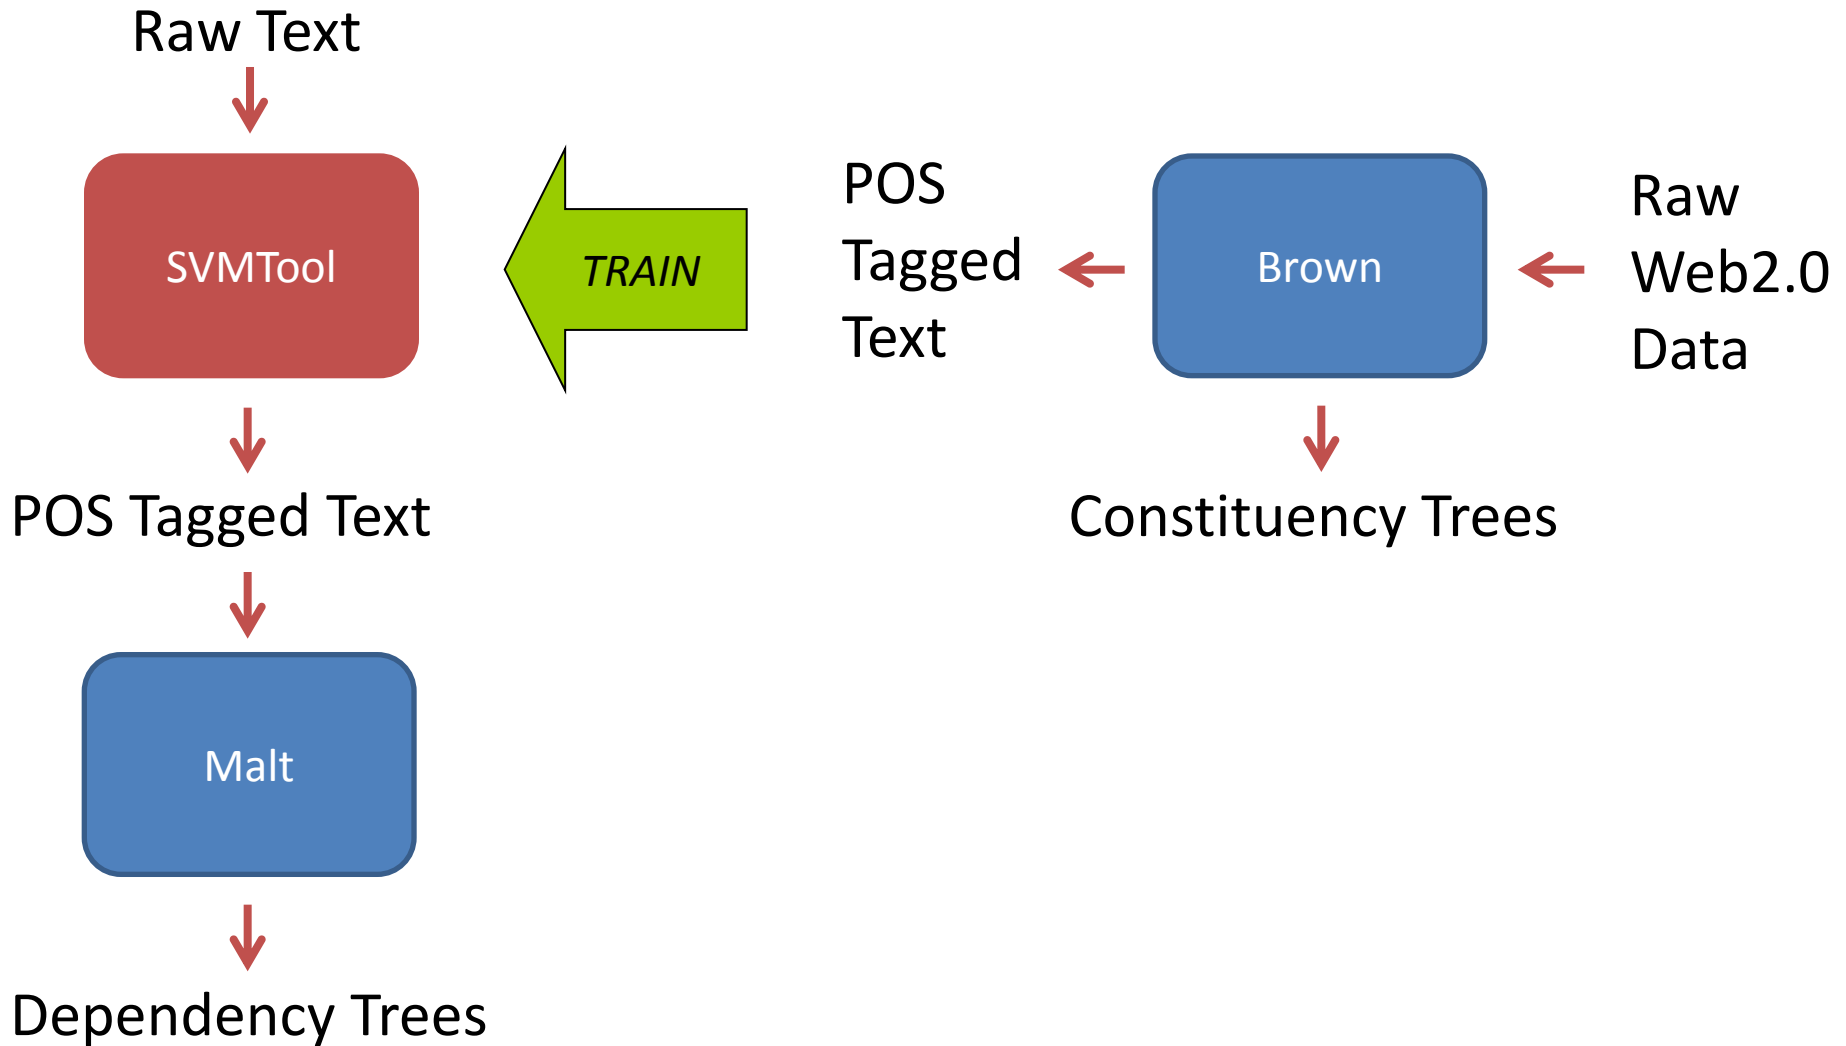 Raw Text
SVMTool
TRAIN
POS
Tagged
Text
Brown
Raw
Web2.0
Data
POS Tagged Text
Constituency Trees
Malt
Dependency Trees